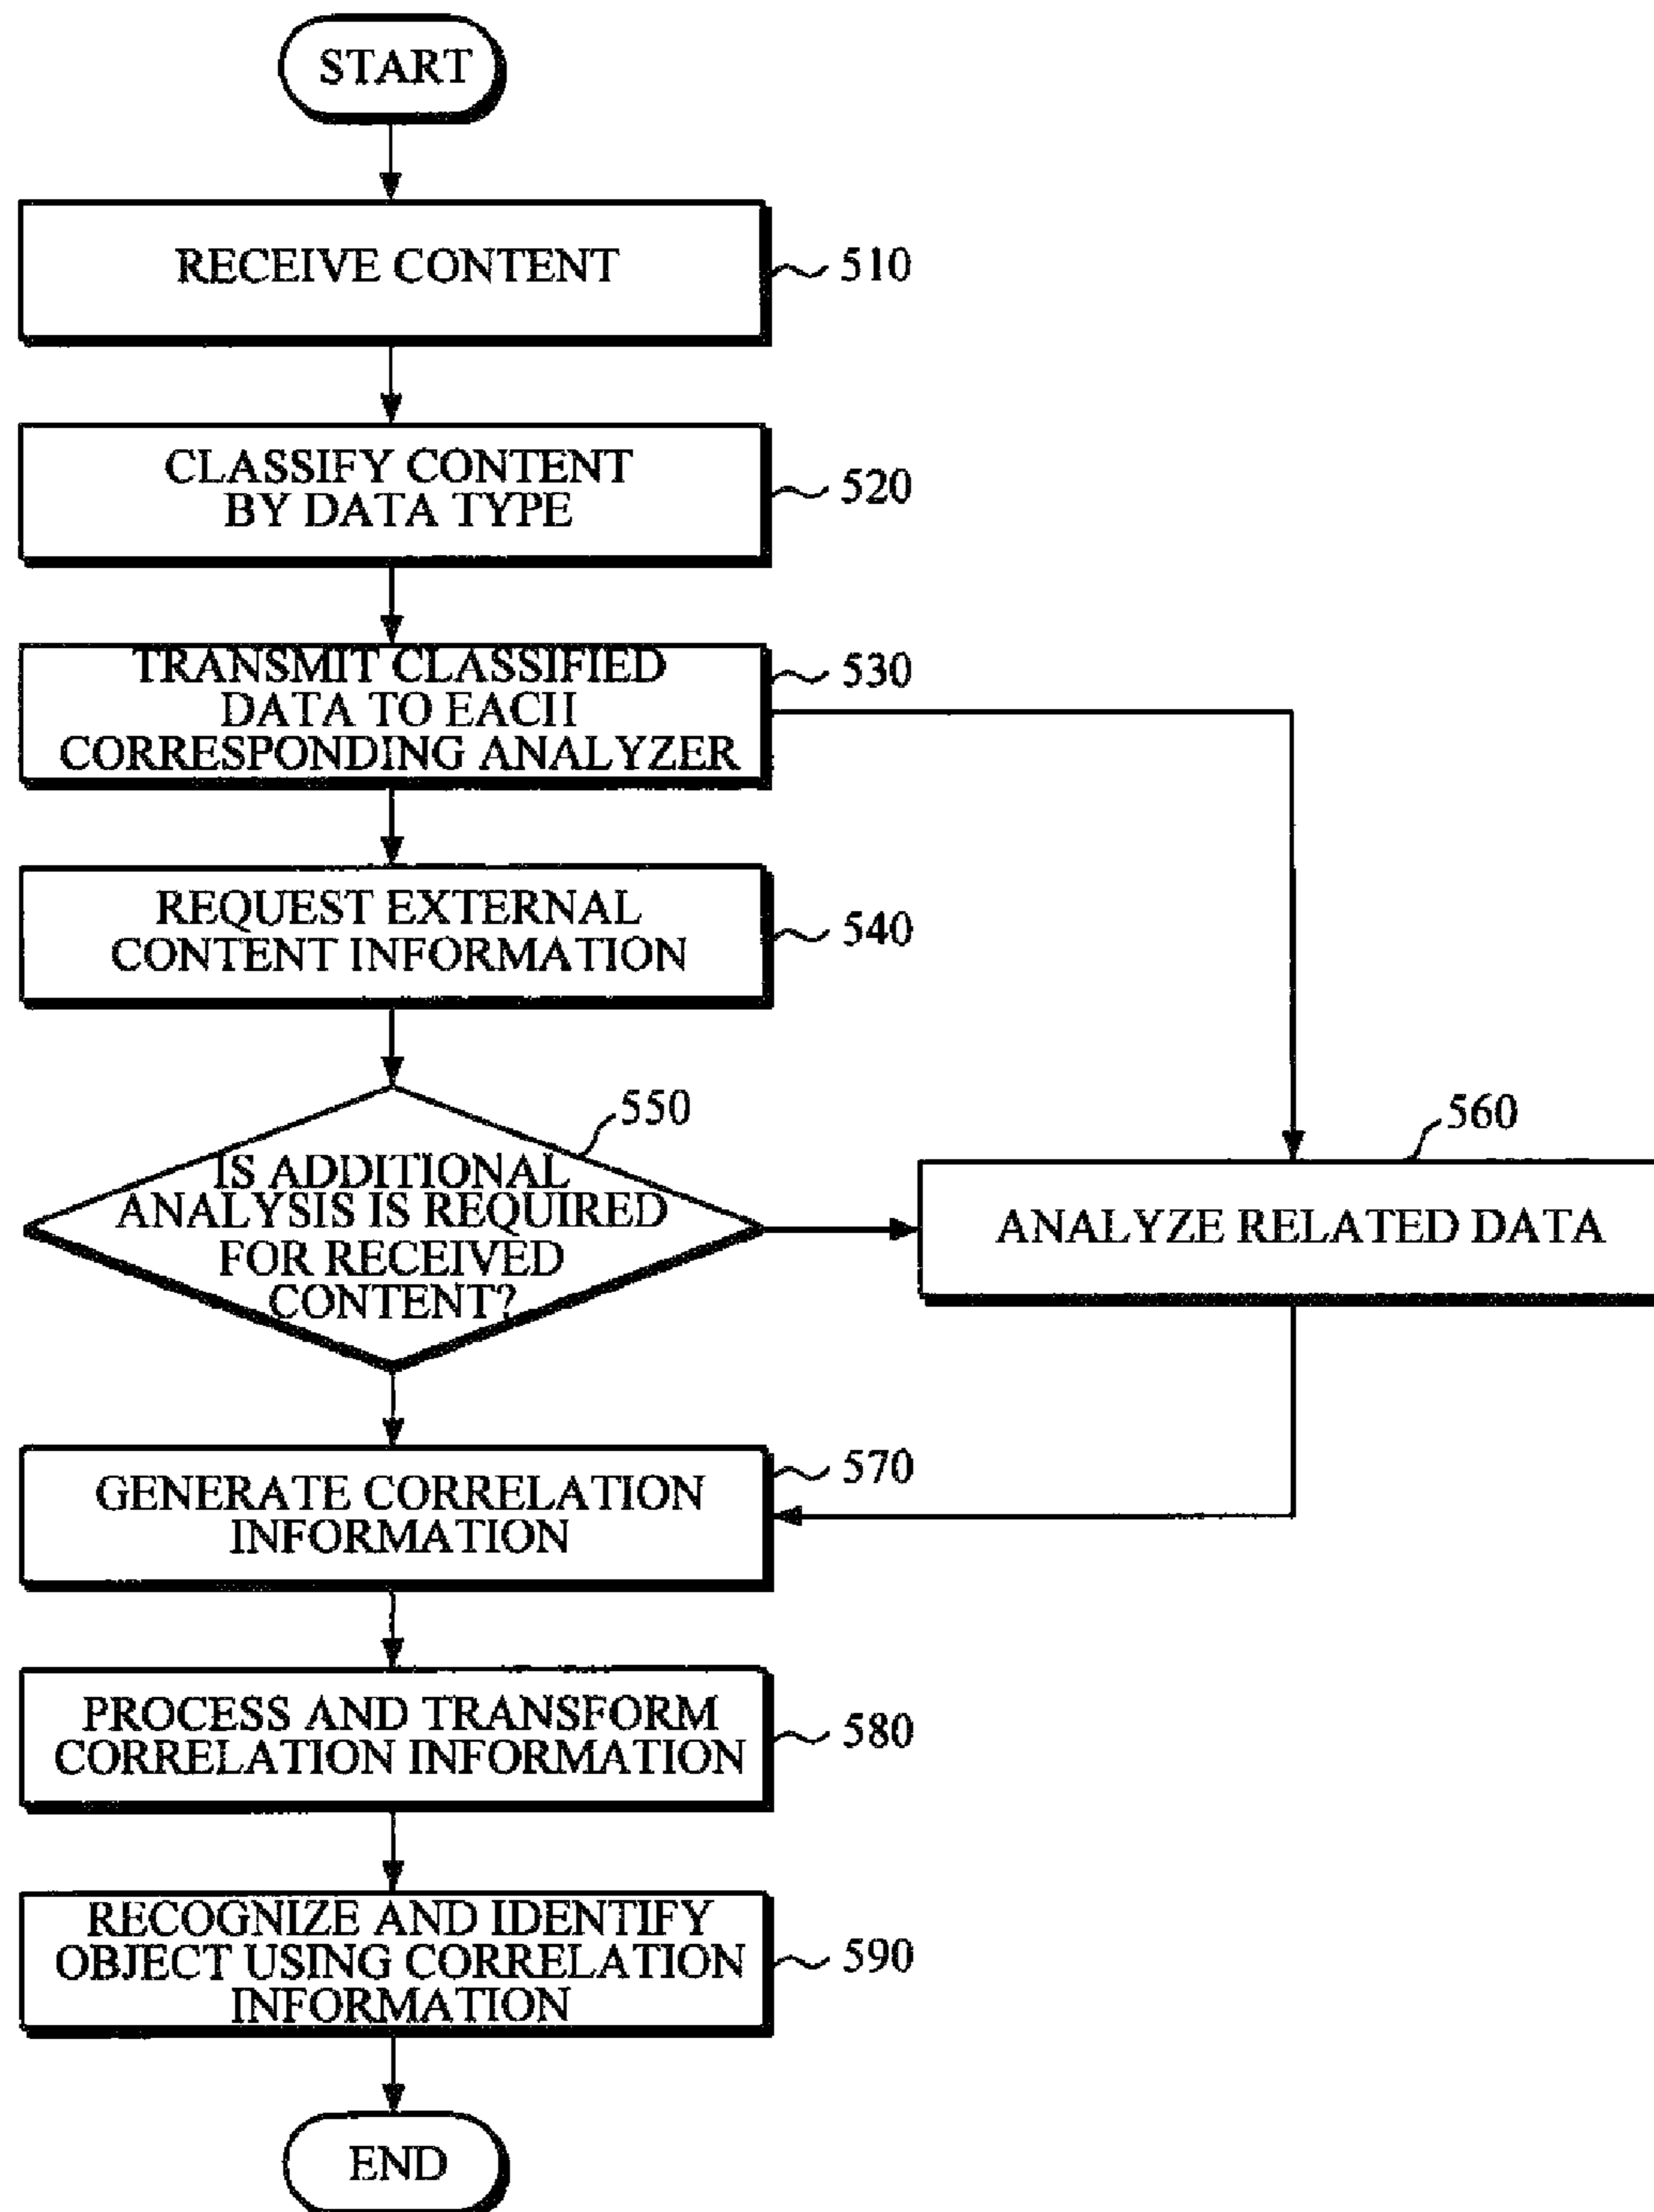 START
RECEIVE CONTENT
510
CLASSIFY CONTENT
BY DATA TYPE
520
TRANSMIT CLASSIFIED
DATA TO EACH
CORRESPONDING ANALYZER
530
REQUEST EXTERNAL
CONTENT INFORMATION
540
IS ADDITIONAL
ANALYSIS IS REQUIRED
FOR RECEIVED
CONTENT?
550
ANALYZE RELATED DATA
560
GENERATE CORRELATION
INFORMATION
570
PROCESS AND TRANSFORM
CORRELATION INFORMATION
580
RECOGNIZE AND IDENTIFY
OBJECT USING CORRELATION
INFORMATION
590
END